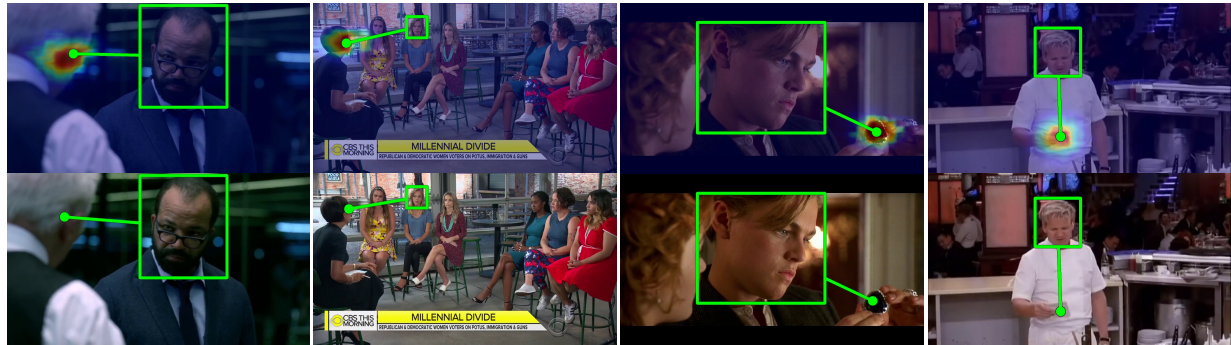 CBS THIS MORNING
MILLENNIAL DIVIDE
REPUBLICAN & DEMOCRATIC WOMEN VOTERS ON POTUS, IMMIGRATION & GUNS
CBS THIS MORNING
MILLENNIAL DIVIDE
REPUBLICAN & DEMOCRATIC WOMEN VOTERS ON POTUS, IMMIGRATION & GUNS